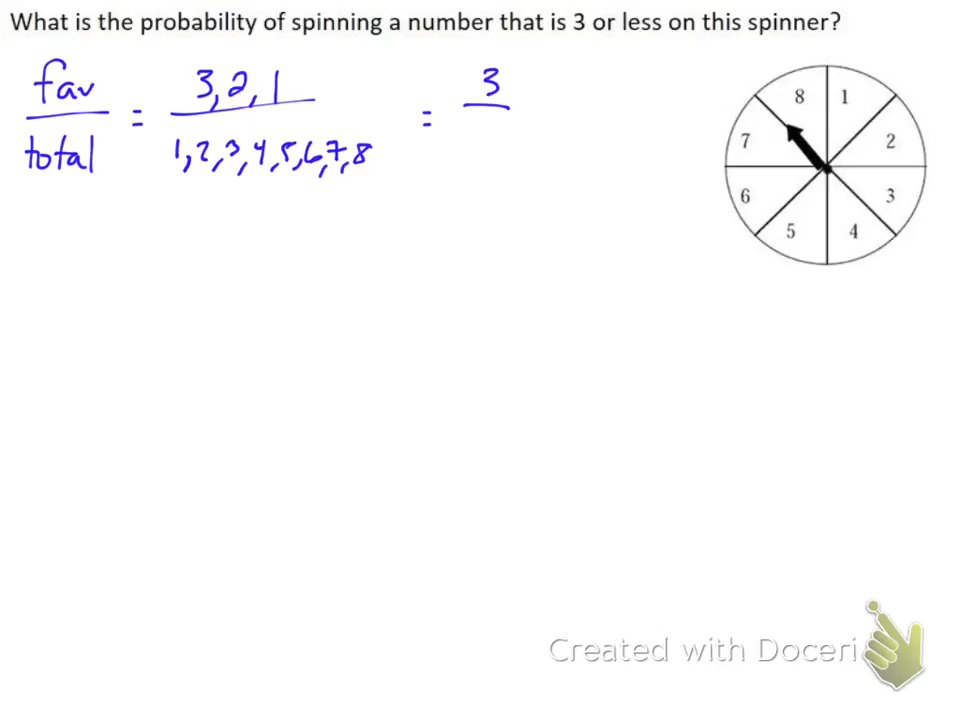 What is the probability of spinning a number that is 3 or less on this spinner?
fav = 3, 2, 1 = 3
total 1, 2, 3, 4, 5, 6, 7, 8
8 1
7 2
6 3
5 4
Created with Doceri